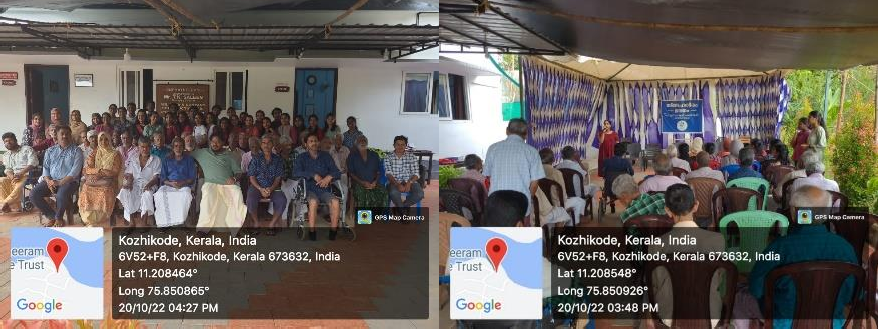 GPS Map Camera
eeram
e Trust
Google
Kozhikode, Kerala, India
6V52+F8, Kozhikode, Kerala 673632, India
Lat 11.208464°
Long 75.850865°
20/10/22 04:27 PM
GPS Map Camera
eeram
Trust
Google
Kozhikode, Kerala, India
6V52+F8, Kozhikode, Kerala 673632, India
Lat 11.208548°
Long 75.850926°
20/10/22 03:48 PM